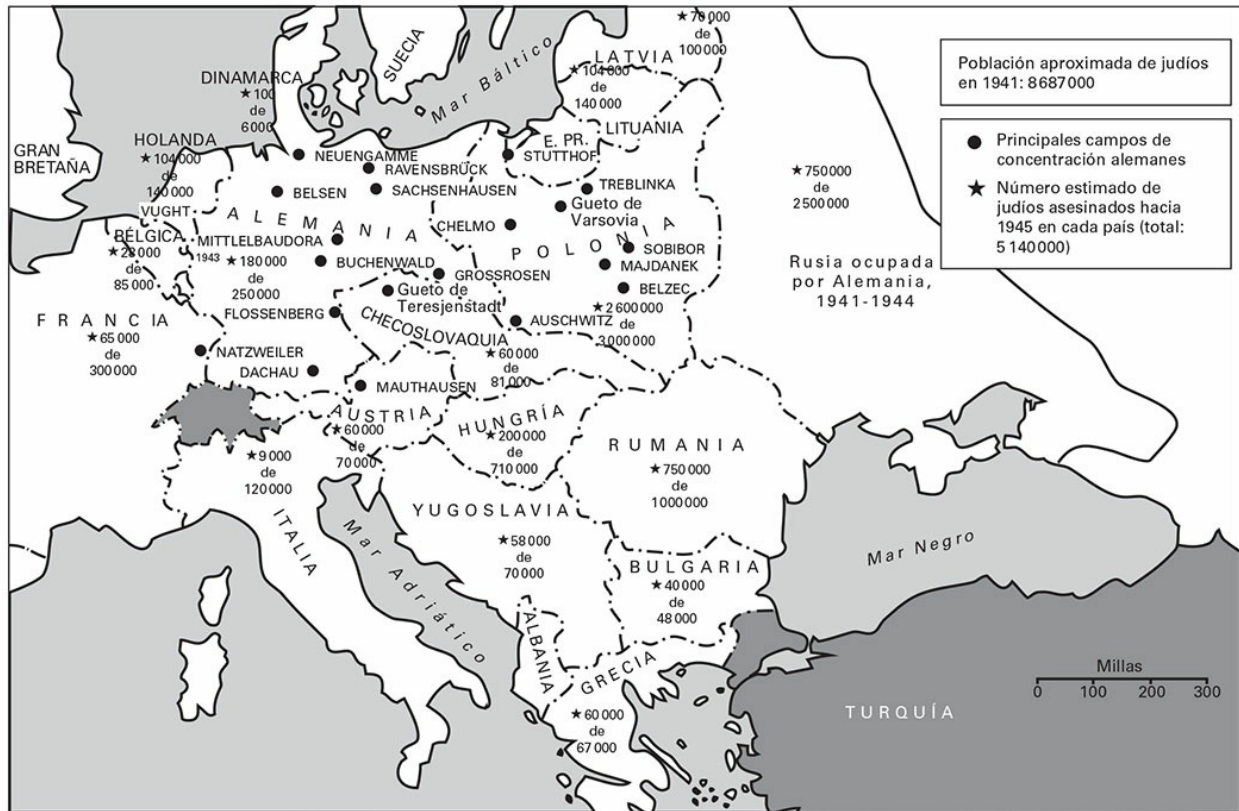 ★70 000
de
100 000
LATVIA
★104 000
de
140 000
SUECIA
Mar Báltico
DINAMARCA
★100
de
6000
LITUANIA
E. PR.
STUTTHOF
HOLANDA
★104 000
de
140 000
GRAN
BRETAÑA
NEUENGAMME
RAVENSBRÜCK
SACHSENHAUSEN
BELSEN
TREBLINKA
Gueto de
Varsovia
★750 000
de
2 500 000
VUGHT
ALEMANIA
CHELMO
POLONIA
BÉLGICA
★28 000
de
85 000
MITTLELBAUDORA
1943
★180 000
de
250 000
BUCHENWALD
SOBIBOR
MAJDANEK
BELZEC
GROSSROSEN
Gueto de
Teresjenstadt
Rusia ocupada
por Alemania,
1941-1944
★2 600 000
de
3 000 000
FRANCIA
★65 000
de
300 000
FLOSSENBERG
CHECOSLOVAQUIA
★60 000
de
81 000
AUSCHWITZ
NATZWEILER
DACHAU
MAUTHAUSEN
AUSTRIA
★60 000
de
70 000
HUNGRÍA
★200 000
de
710 000
RUMANIA
★750 000
de
1000 000
★9 000
de
120 000
ITALIA
Mar Adriático
YUGOSLAVIA
★58 000
de
70 000
BULGARIA
★40 000
de
48 000
Mar Negro
ALBANIA
GRECIA
★60 000
de
67 000
TURQUÍA
Millas
0 100 200 300
Población aproximada de judíos
en 1941: 8 687 000
● Principales campos de
concentración alemanes
★ Número estimado de
judíos asesinados hacia
1945 en cada país (total:
5 140 000)